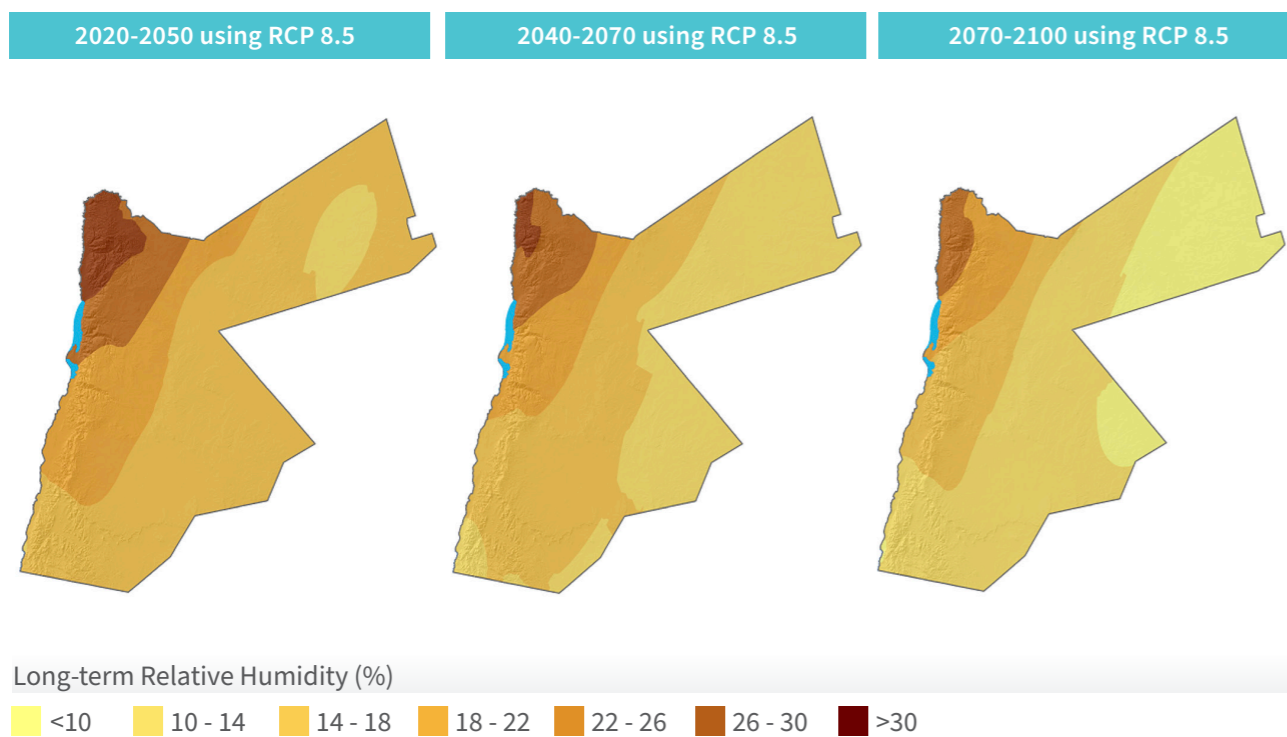 2020-2050 using RCP 8.5
2040-2070 using RCP 8.5
2070-2100 using RCP 8.5
Long-term Relative Humidity (%)
<10
10 - 14
14 - 18
18 - 22
22 - 26
26 - 30
>30